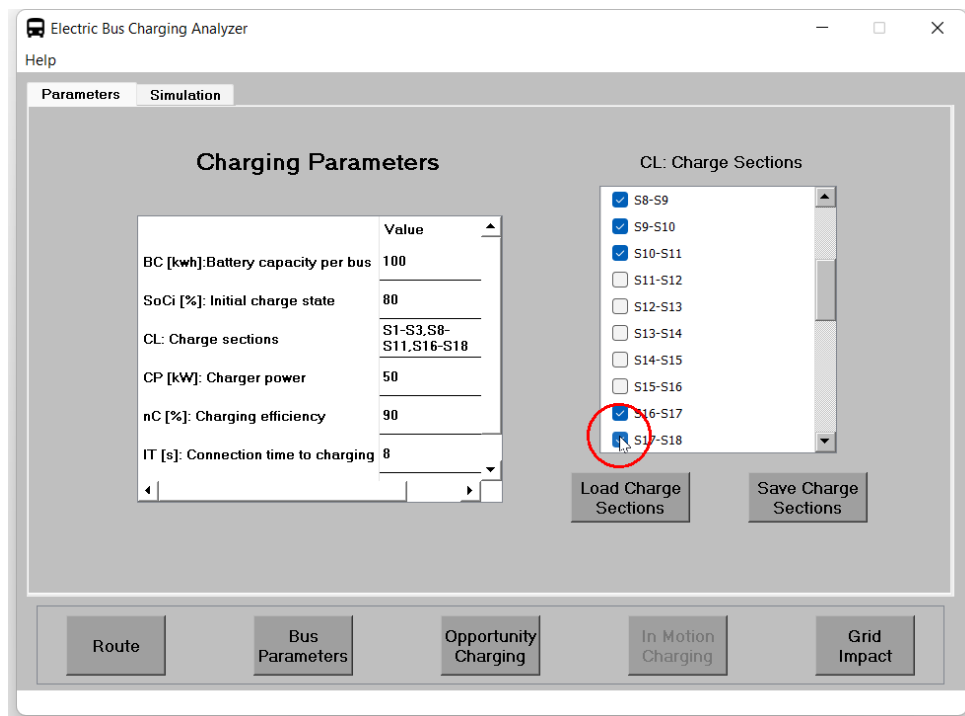 Electric Bus Charging Analyzer
Help
Parameters
Simulation
Charging Parameters
Value
BC [kwh]:Battery capacity per bus 100
SoCi [%]: Initial charge state 80
CL: Charge sections S1-S3,S8-
S11,S16-S18
CP [kW]: Charger power 50
nC [%]: Charging efficiency 90
IT [s]: Connection time to charging 8
CL: Charge Sections
S8-S9
S9-S10
S10-S11
S11-S12
S12-S13
S13-S14
S14-S15
S15-S16
S16-S17
S17-S18
Load Charge
Sections
Save Charge
Sections
Route
Bus
Parameters
Opportunity
Charging
In Motion
Charging
Grid
Impact